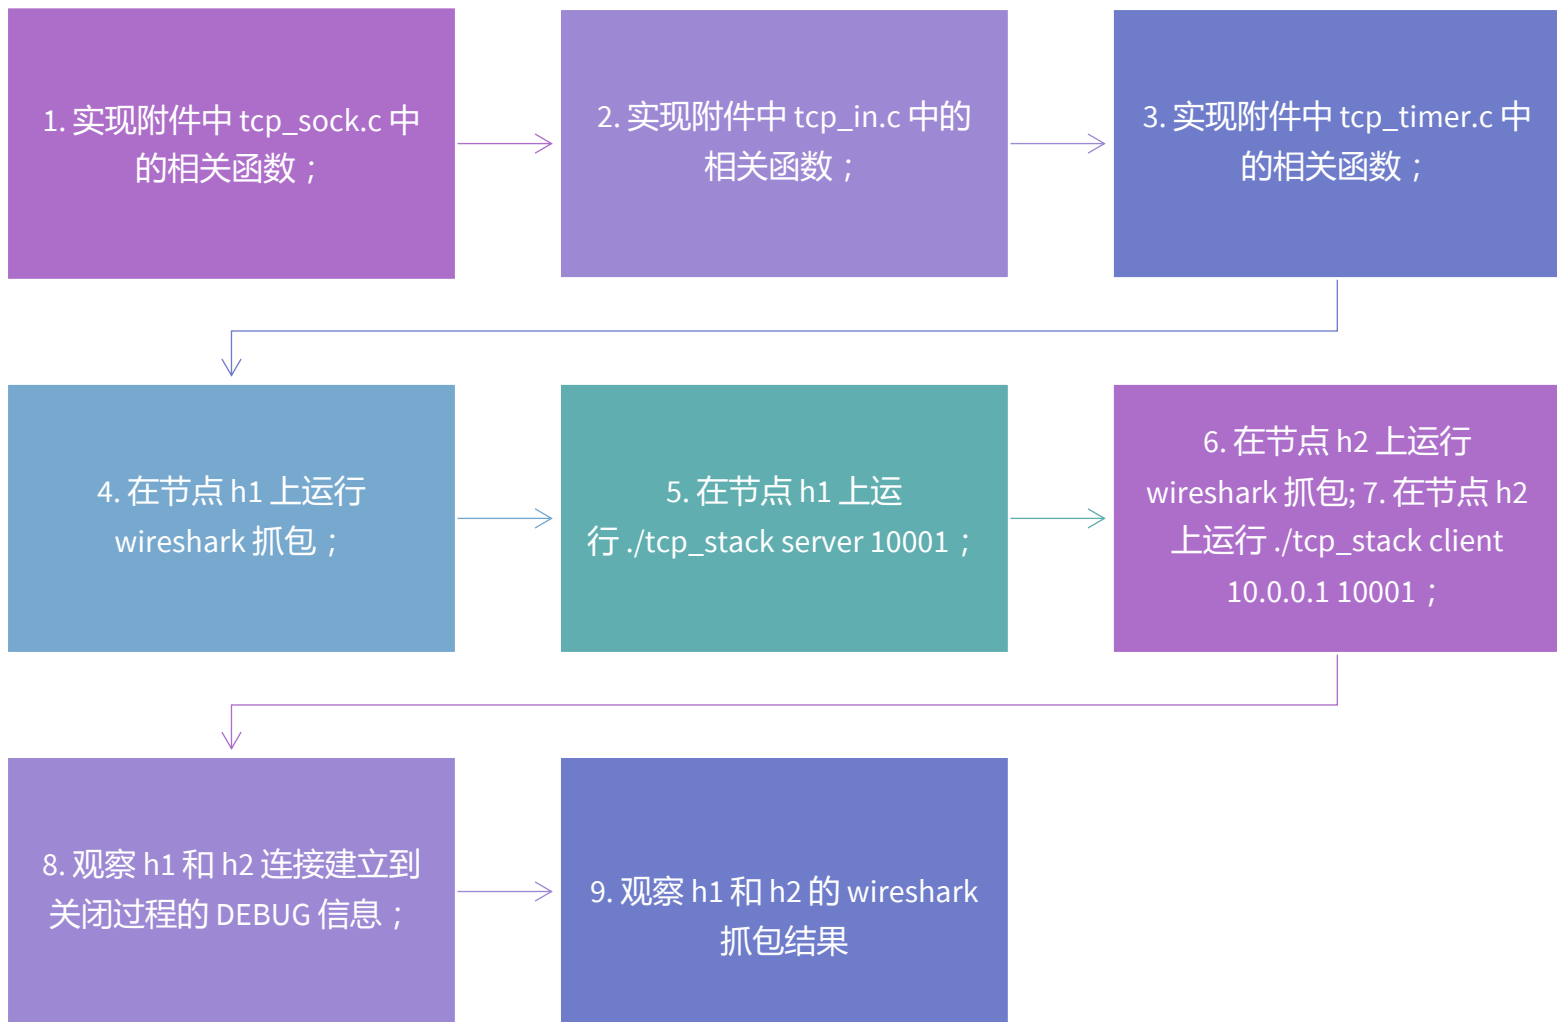 1. 实现附件中 tcp_sock.c 中
的相关函数；
2. 实现附件中 tcp_in.c 中的
相关函数；
3. 实现附件中 tcp_timer.c 中
的相关函数；
4. 在节点 h1 上运行
wireshark 抓包；
5. 在节点 h1 上运
行 ./tcp_stack server 10001；
6. 在节点 h2 上运行
wireshark 抓包; 7. 在节点 h2
上运行 ./tcp_stack client
10.0.0.1 10001；
8. 观察 h1 和 h2 连接建立到
关闭过程的 DEBUG 信息；
9. 观察 h1 和 h2 的 wireshark
抓包结果